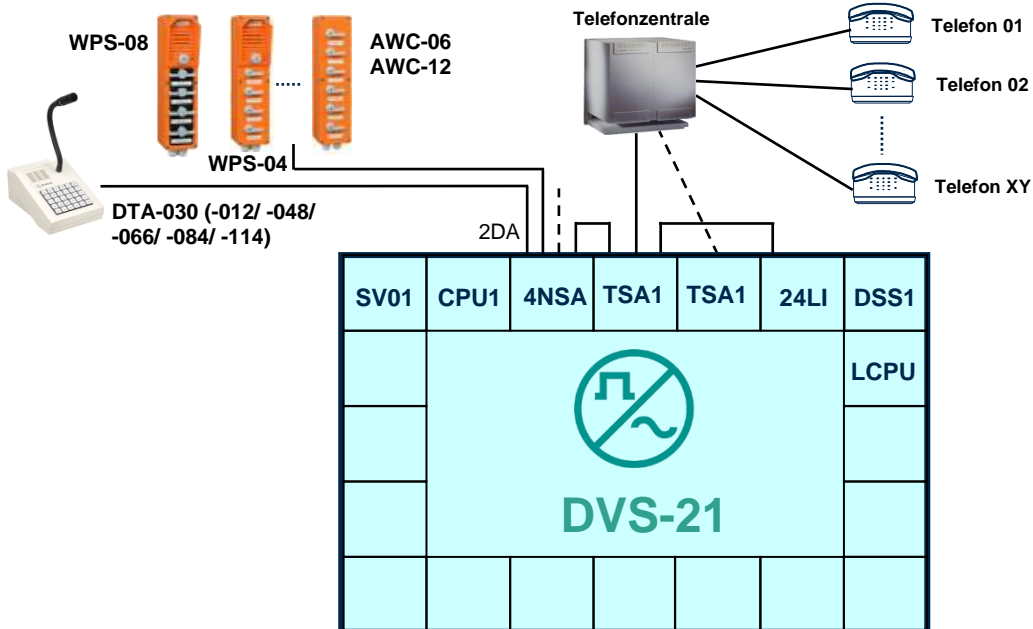 Telefonzentrale
Telefon 01
WPS-08
AWC-06
AWC-12
Telefon 02
WPS-04
Telefon XY
DTA-030 (-012/ -048/
-066/ -084/ -114)
2DA
SV01
CPU1
4NSA
TSA1
TSA1
24LI
DSS1
LCPU
DVS-21